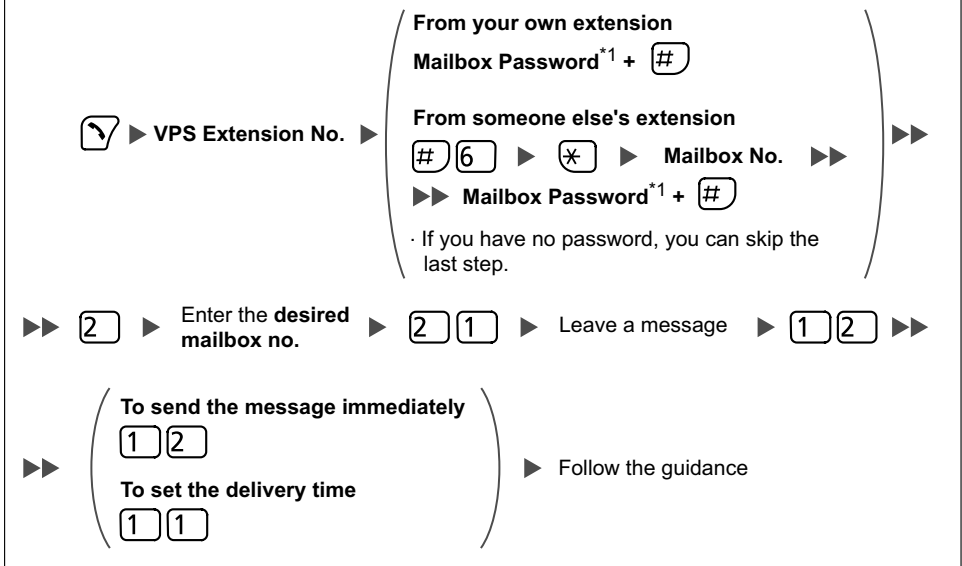 From your own extension
Mailbox Password*1 + #
VPS Extension No.
From someone else's extension
# 6 * Mailbox No.
Mailbox Password*1 + #
· If you have no password, you can skip the
last step.
2 Enter the desired
mailbox no.
2 1 Leave a message 1 2
To send the message immediately
1 2
To set the delivery time
1 1
Follow the guidance